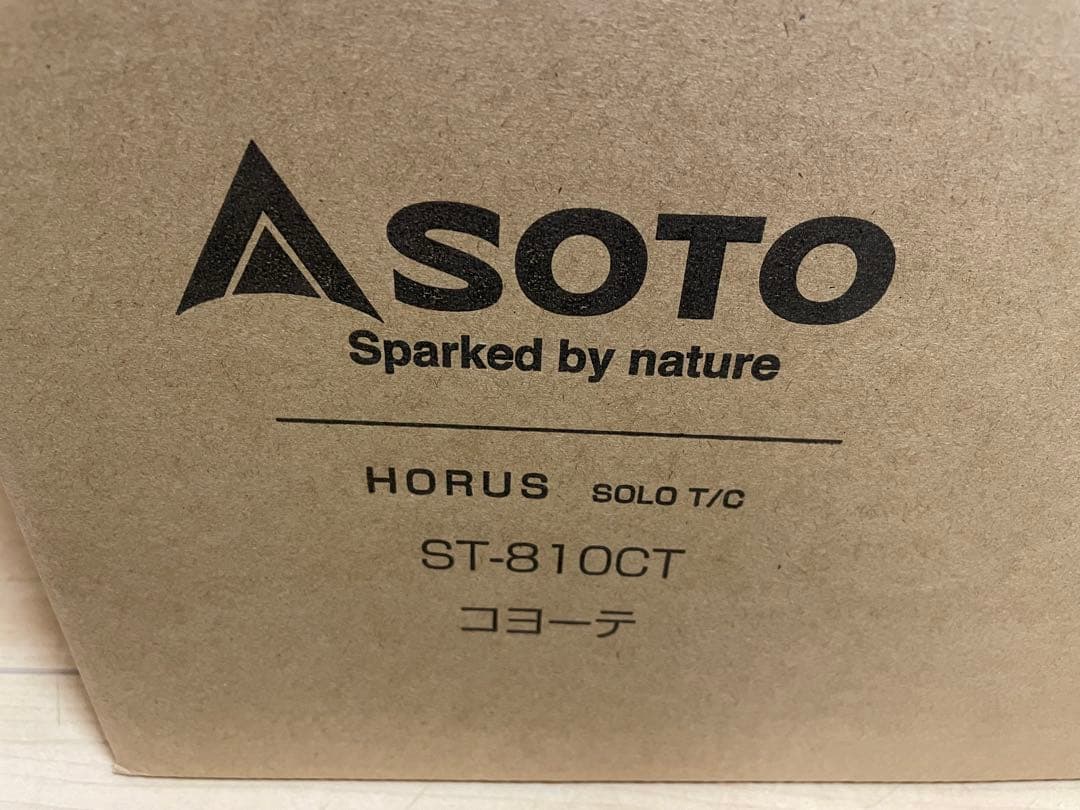 SOTO
Sparked by nature
HORUS SOLO T/C
ST-810CT
コヨーテ